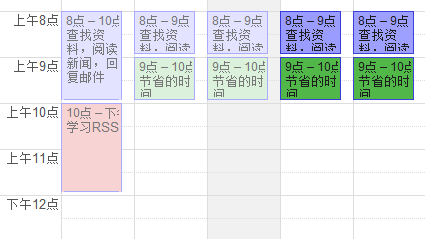 上午8点
8点 – 10点
查找资
料，阅读
新闻，回
复邮件
8点 – 9点
查找资
料，阅读
8点 – 9点
查找资
料，阅读
8点 – 9点
查找资
料，阅读
8点 – 9点
查找资
料，阅读
上午9点
9点 – 10点
节省的时
间
9点 – 10点
节省的时
间
9点 – 10点
节省的时
间
9点 – 10点
节省的时
间
上午10点
10点 – 下午
学习RSS
上午11点
下午12点